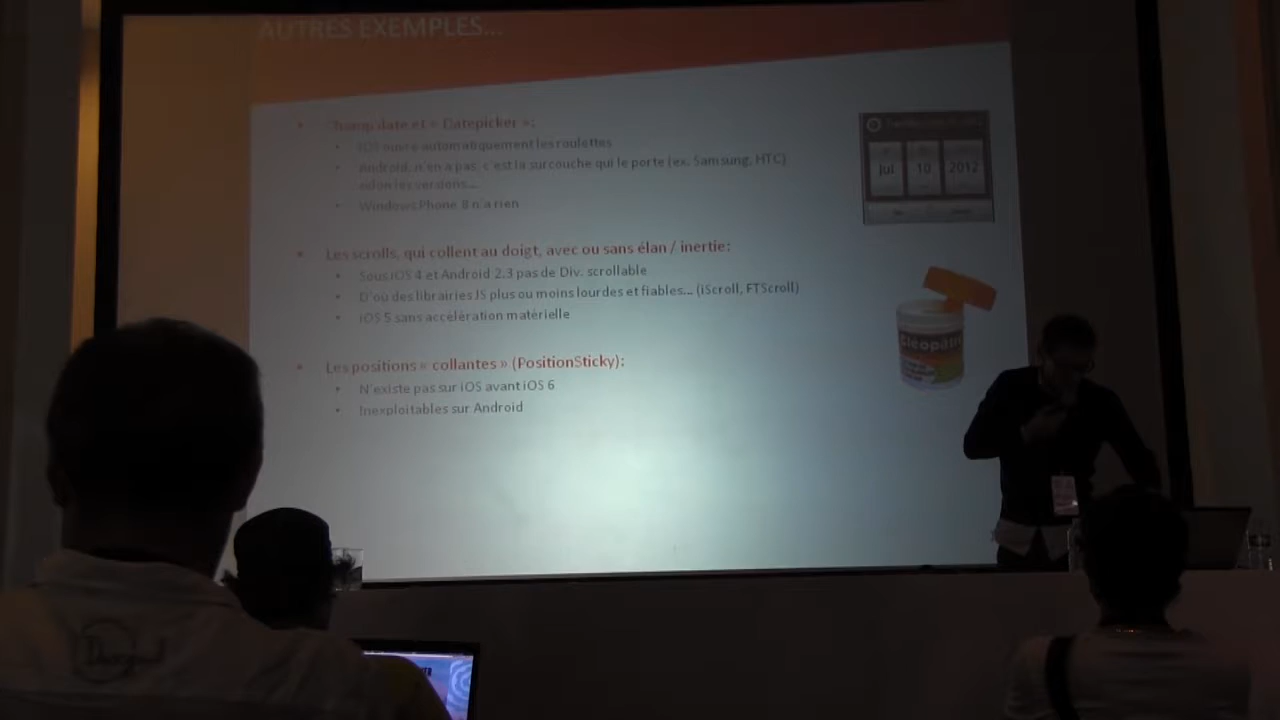 AUTRES EXEMPLES...
• Champ date et « Datepicker »:
• iOS ouvre automatiquement les roulettes
• Android, n'en a pas, c'est la surcouche qui le porte (ex. Samsung, HTC)
selon les versions...
• Windows Phone 8 n'a rien
Jul 10 2012
• Les scrolls, qui collent au doigt, avec ou sans élan / inertie:
• Sous iOS 4 et Android 2.3 pas de Div. scrollable
• D'ou des librairies JS plus ou moins lourdes et fiables... (iScroll, FTScroll)
• iOS 5 sans accélération matérielle
Cléopâtre
• Les positions « collantes » (PositionSticky):
• N'existe pas sur iOS avant iOS 6
• Inexploitables sur Android